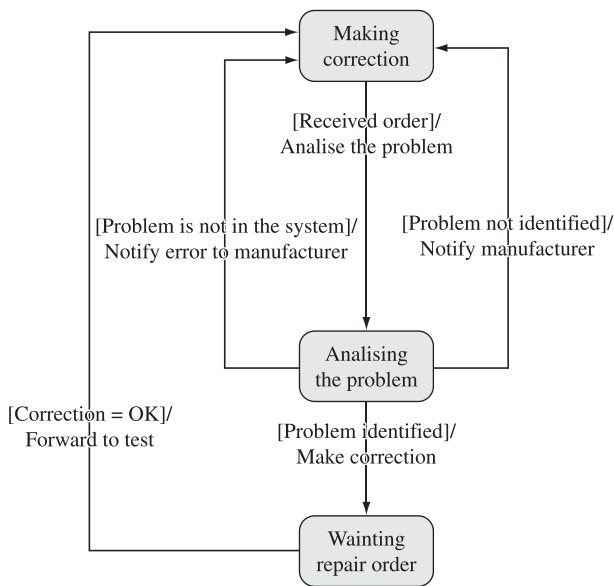 Making
correction
[Received order]/
Analise the problem
[Problem is not in the system]/
Notify error to manufacturer
[Problem not identified]/
Notify manufacturer
Analising
the problem
[Correction = OK]/
Forward to test
[Problem identified]/
Make correction
Wainting
repair order